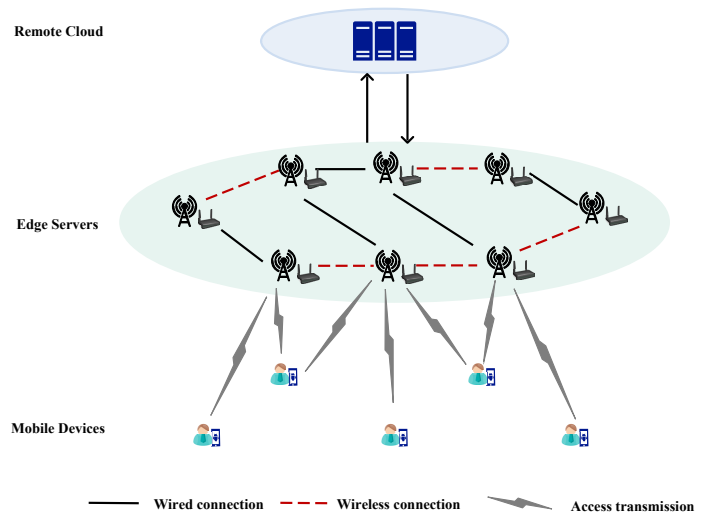 Remote Cloud
Edge Servers
Mobile Devices
Wired connection
Wireless connection
Access transmission